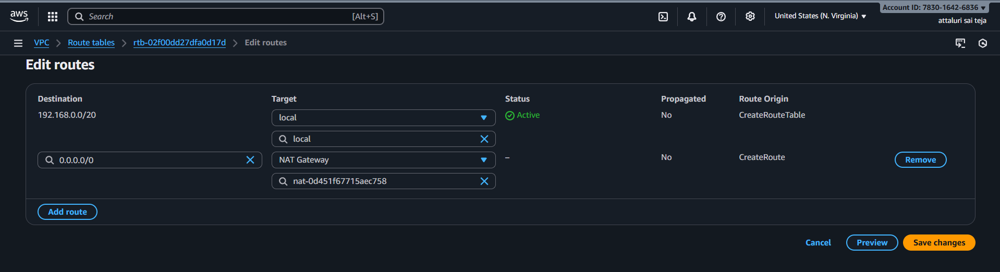 aws
Search [Alt+S]
United States (N. Virginia)
Account ID: 7830-1642-6836
attaluri sai teja
VPC
Route tables
rtb-02f00dd27dfa0d17d
Edit routes
Edit routes
Destination Target Status Propagated Route Origin
192.168.0.0/20 local Active No CreateRouteTable
local
0.0.0.0/0 NAT Gateway – No CreateRoute Remove
nat-0d451f67715aec758
Add route
Cancel Preview Save changes